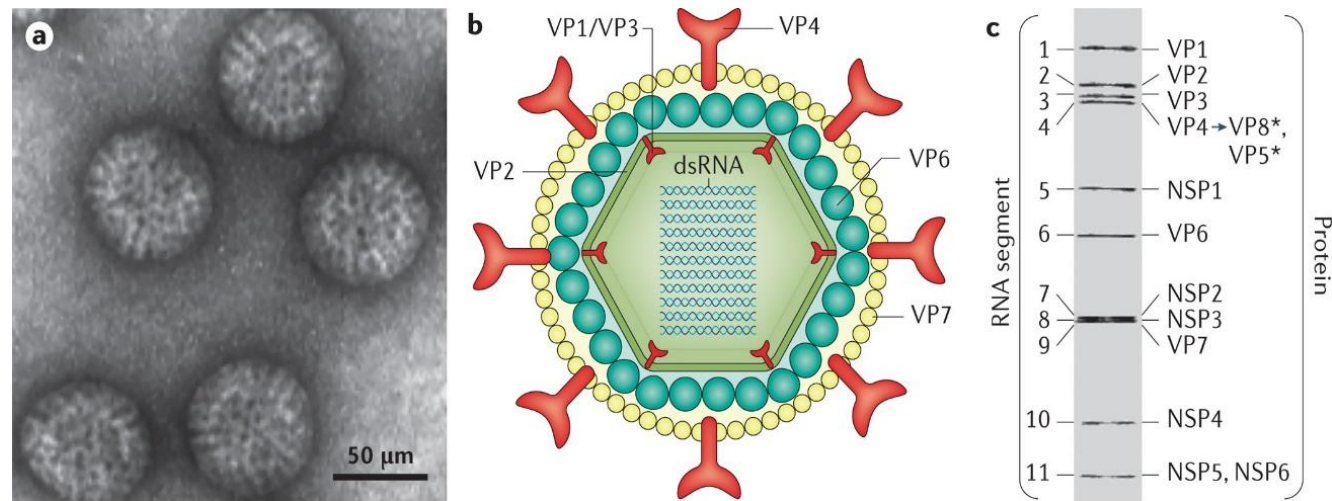 a
50 μm
b
VP1/VP3
VP4
VP2
dsRNA
VP6
VP7
c
RNA segment
1
2
3
4
5
6
7
8
9
10
11
VP1
VP2
VP3
VP4 → VP8*,
VP5*
NSP1
VP6
NSP2
NSP3
VP7
NSP4
NSP5, NSP6
Protein